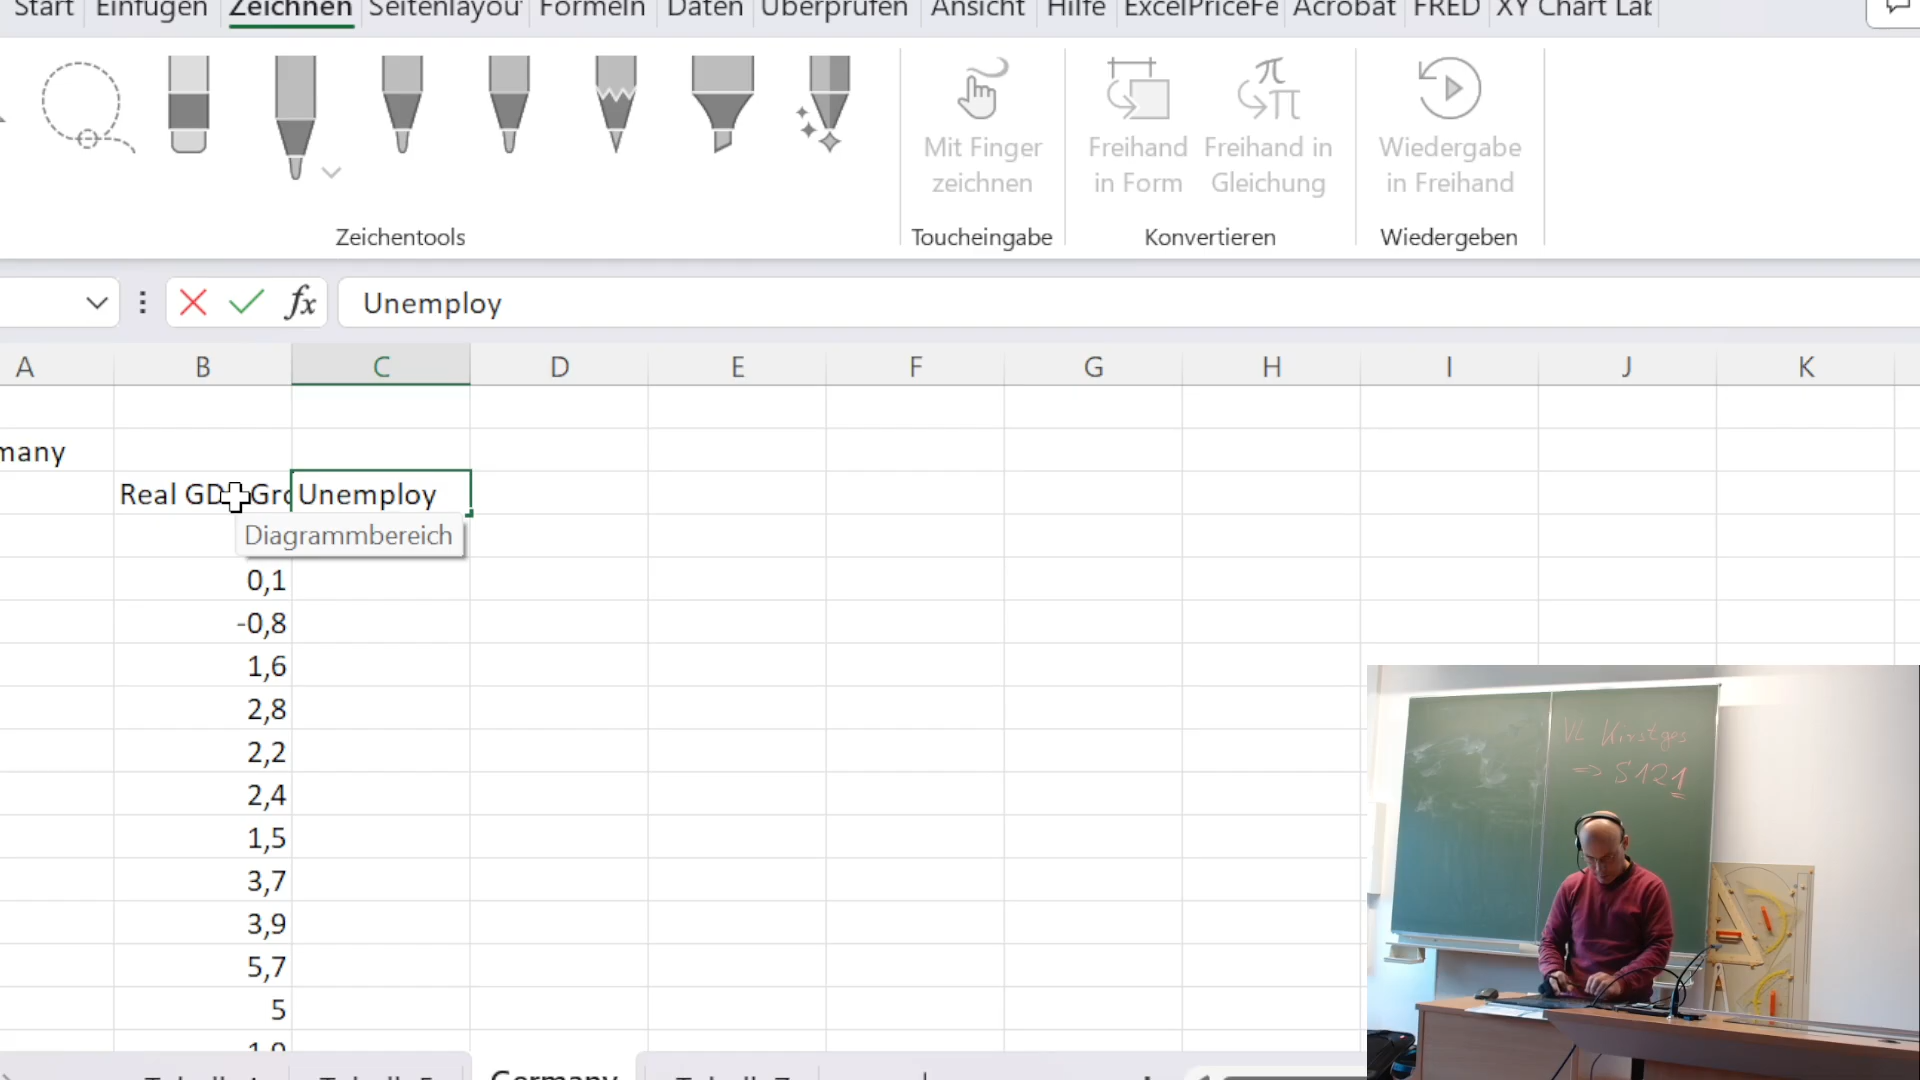 Start Einfügen Zeichnen Seitenlayou Formeln Daten Überprüfen Ansicht Hilfe ExcelPriceFe Acrobat FRED XY Chart Lab
Mit Finger zeichnen
Freihand in Form
Freihand in Gleichung
Wiedergabe in Freihand
Zeichentools
Toucheingabe
Konvertieren
Wiedergeben
fx
Unemploy
A B C D E F G H I J K
many
Real GD Gro Unemploy
Diagrammbereich
0,1
-0,8
1,6
2,8
2,2
2,4
1,5
3,7
3,9
5,7
5
Germany
VL Kirstges
=> S121